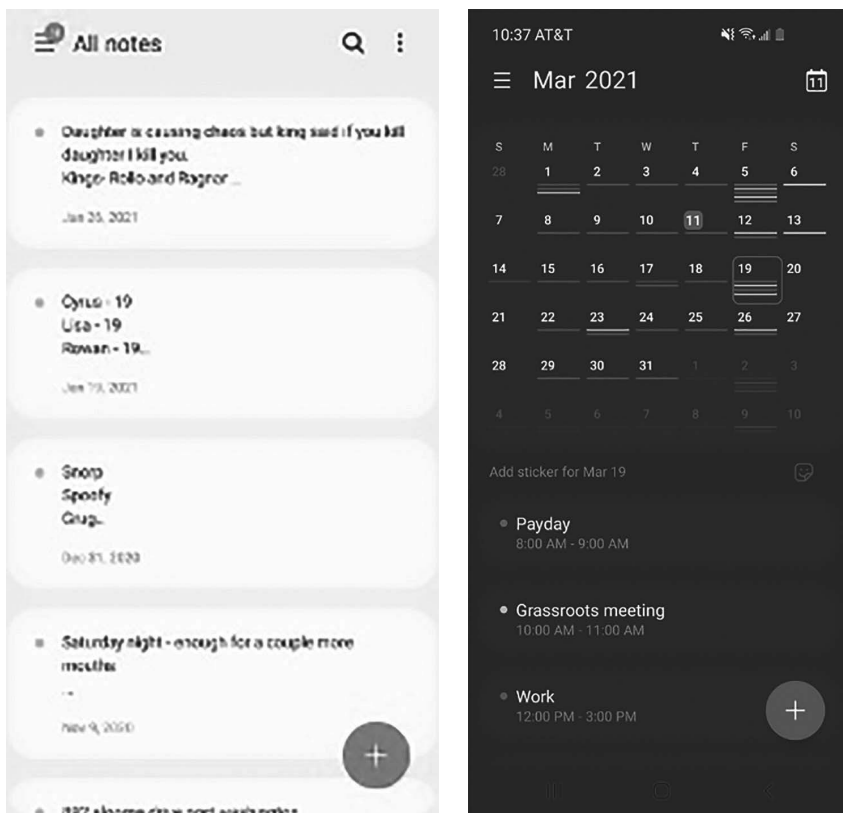 All notes
Daughter is causing chaos but king said if you kill
daughter I kill you.
Kings- Rollo and Ragnar ...
Jan 26, 2021
Cyrus - 19
Lisa - 19
Rowan - 19...
Jan 19, 2021
Snorp
Spoofy
Grug...
Dec 31, 2020
Saturday night - enough for a couple more
mouths
...
Nov 9, 2020
10:37 AT&T
Mar 2021
11
S M T W T F S
28 1 2 3 4 5 6
7 8 9 10 11 12 13
14 15 16 17 18 19 20
21 22 23 24 25 26 27
28 29 30 31 1 2 3
4 5 6 7 8 9 10
Add sticker for Mar 19
Payday
8:00 AM - 9:00 AM
Grassroots meeting
10:00 AM - 11:00 AM
Work
12:00 PM - 3:00 PM